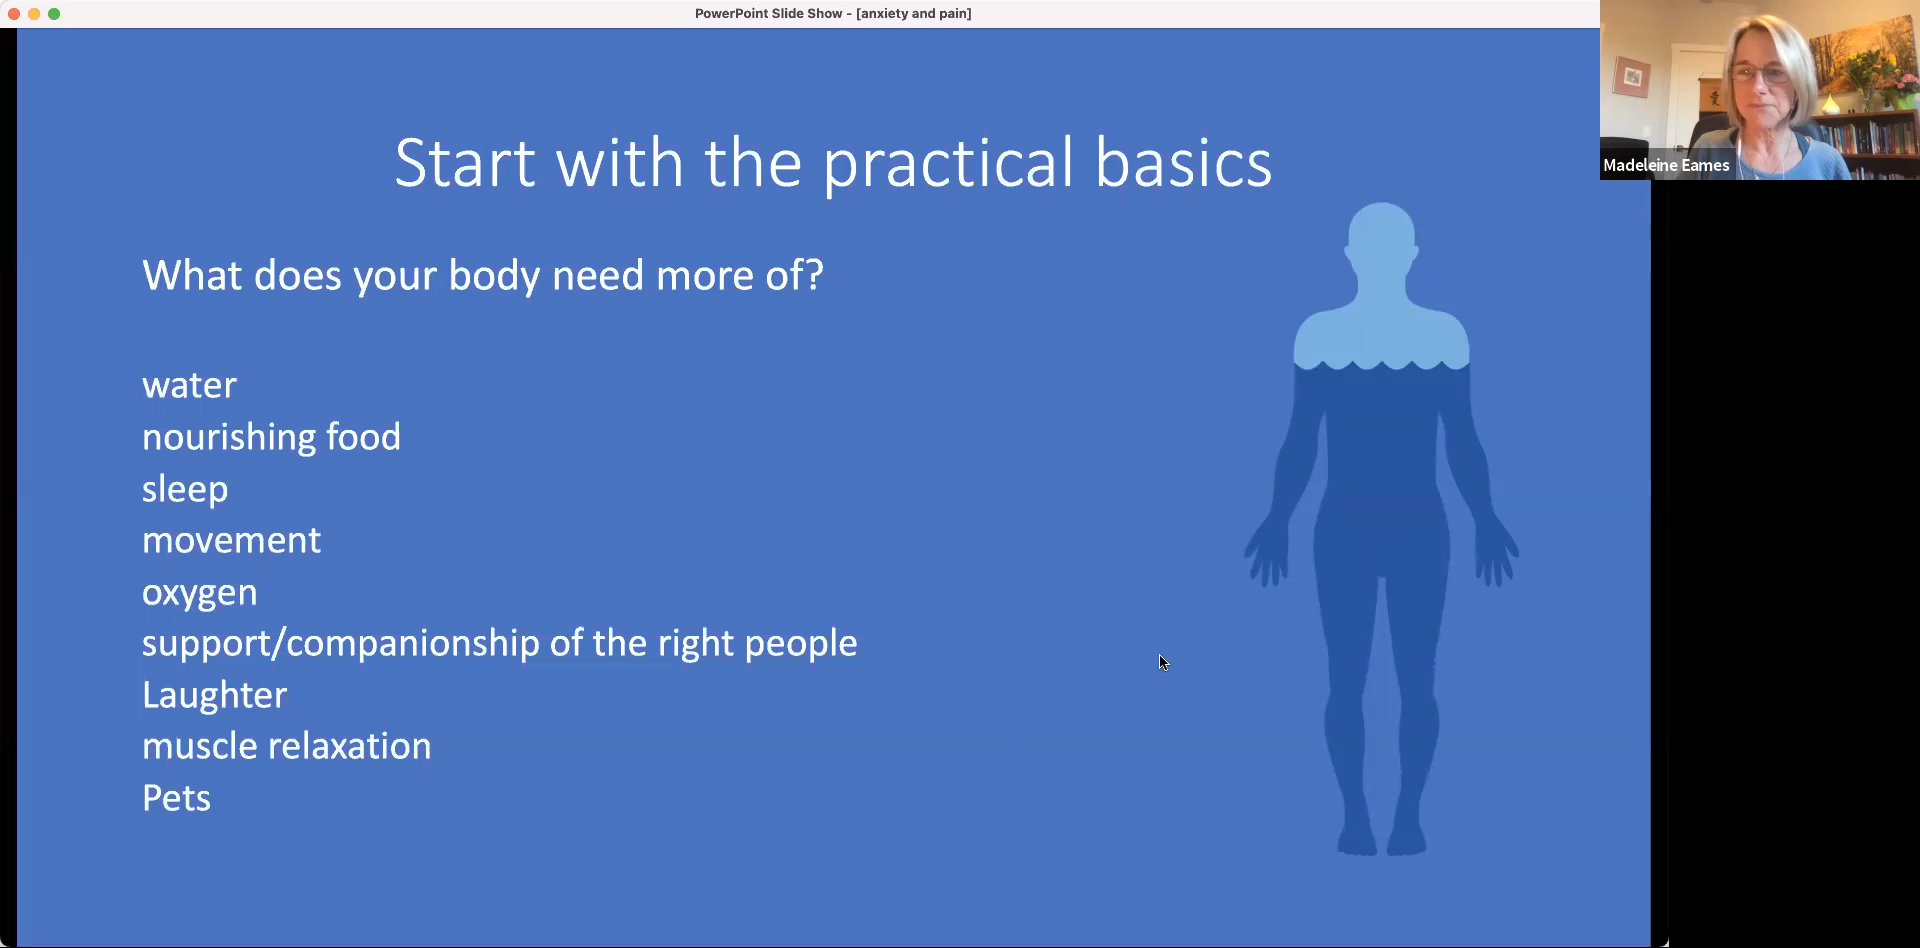 PowerPoint Slide Show - [anxiety and pain]
Madeleine Eames
Start with the practical basics
What does your body need more of?
water
nourishing food
sleep
movement
oxygen
support/companionship of the right people
Laughter
muscle relaxation
Pets